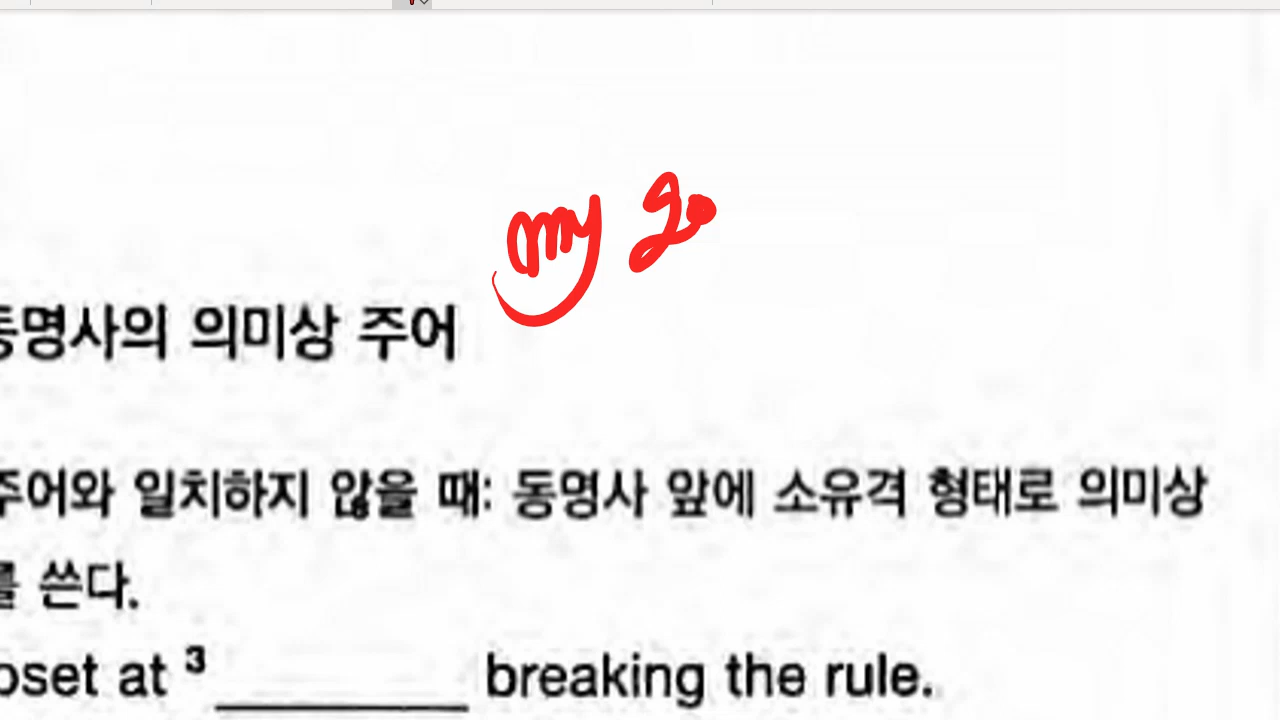 my go
동명사의 의미상 주어
주어와 일치하지 않을 때: 동명사 앞에 소유격 형태로 의미상
를 쓴다.
pset at ³ ______ breaking the rule.